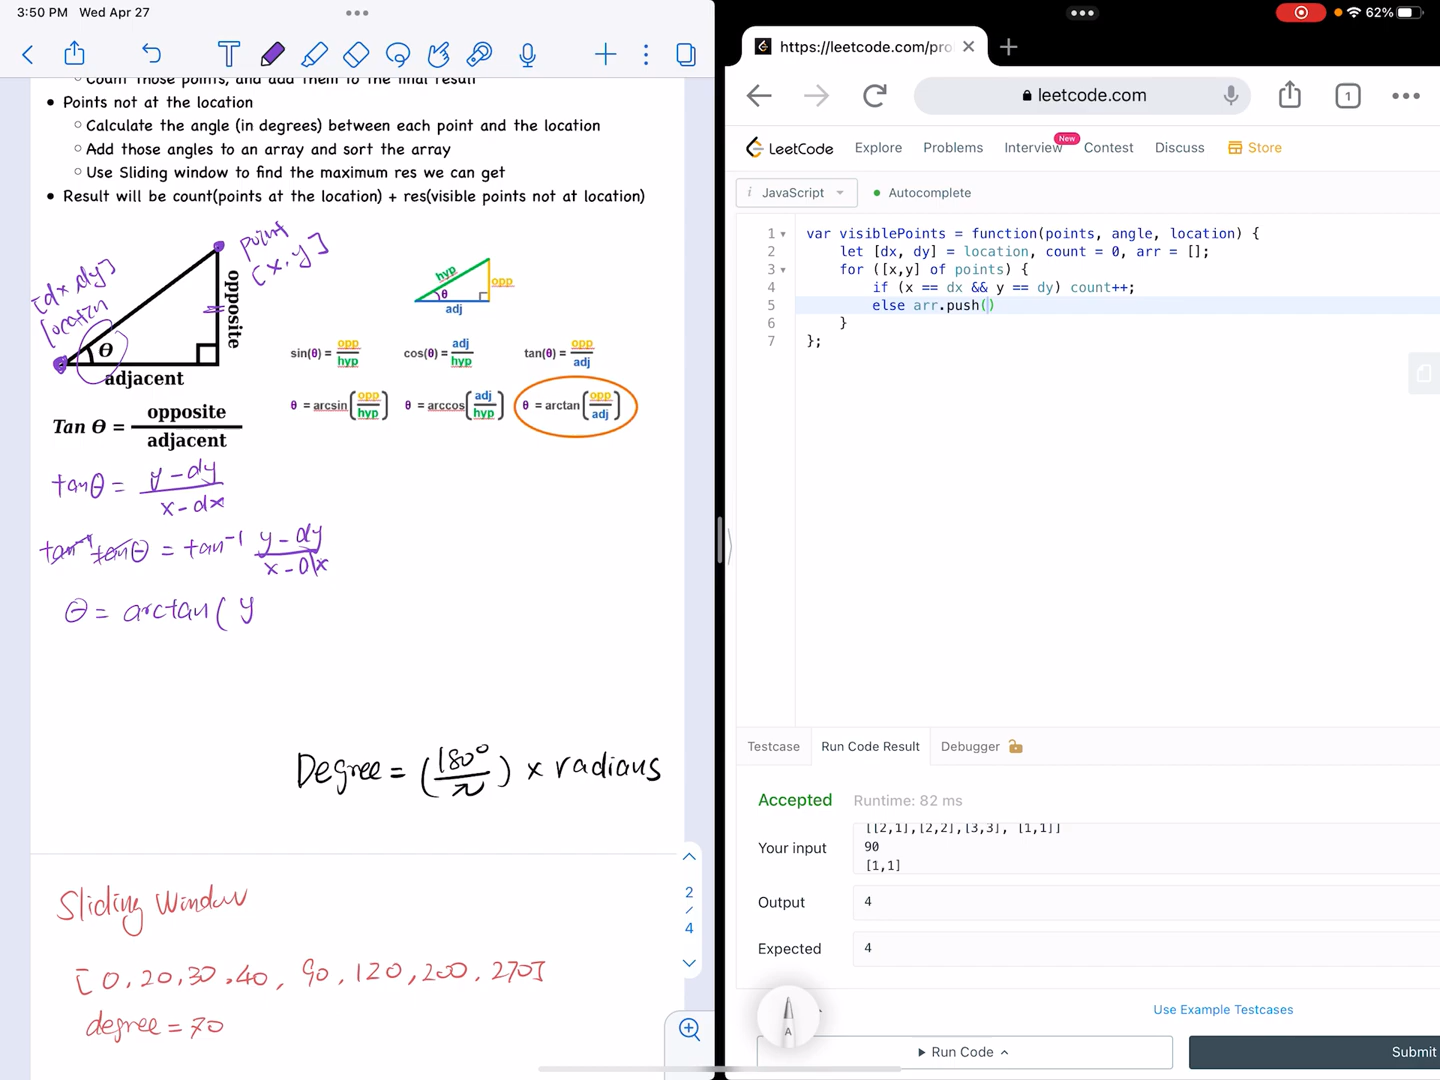 3:50 PM Wed Apr 27
62%
https://leetcode.com/pro
leetcode.com
1
LeetCode Explore Problems Interview New Contest Discuss Store
i JavaScript Autocomplete
Count those points, and add them to the final result
• Points not at the location
○ Calculate the angle (in degrees) between each point and the location
○ Add those angles to an array and sort the array
○ Use Sliding window to find the maximum res we can get
• Result will be count(points at the location) + res(visible points not at location)
point
[x,y]
[dx,dy]
location
θ
opposite
adjacent
Tan θ = opposite / adjacent
hyp
opp
θ
adj
sin(θ) = opp / hyp cos(θ) = adj / hyp tan(θ) = opp / adj
θ = arcsin(opp / hyp) θ = arccos(adj / hyp) θ = arctan(opp / adj)
tanθ = y-dy / x-dx
tan⁻¹ tanθ = tan⁻¹ y-dy / x-dx
θ = arctan( y
Degree = (180° / π) x radians
Sliding Window
[0, 20, 30, 40, 90, 120, 200, 270]
degree = 70
2
/
4
1 var visiblePoints = function(points, angle, location) {
2 let [dx, dy] = location, count = 0, arr = [];
3 for ([x,y] of points) {
4 if (x == dx && y == dy) count++;
5 else arr.push()
6 }
7 };
Testcase Run Code Result Debugger
Accepted Runtime: 82 ms
Your input
[[2,1],[2,2],[3,3], [1,1]]
90
[1,1]
Output 4
Expected 4
A
Use Example Testcases
Run Code
Submit